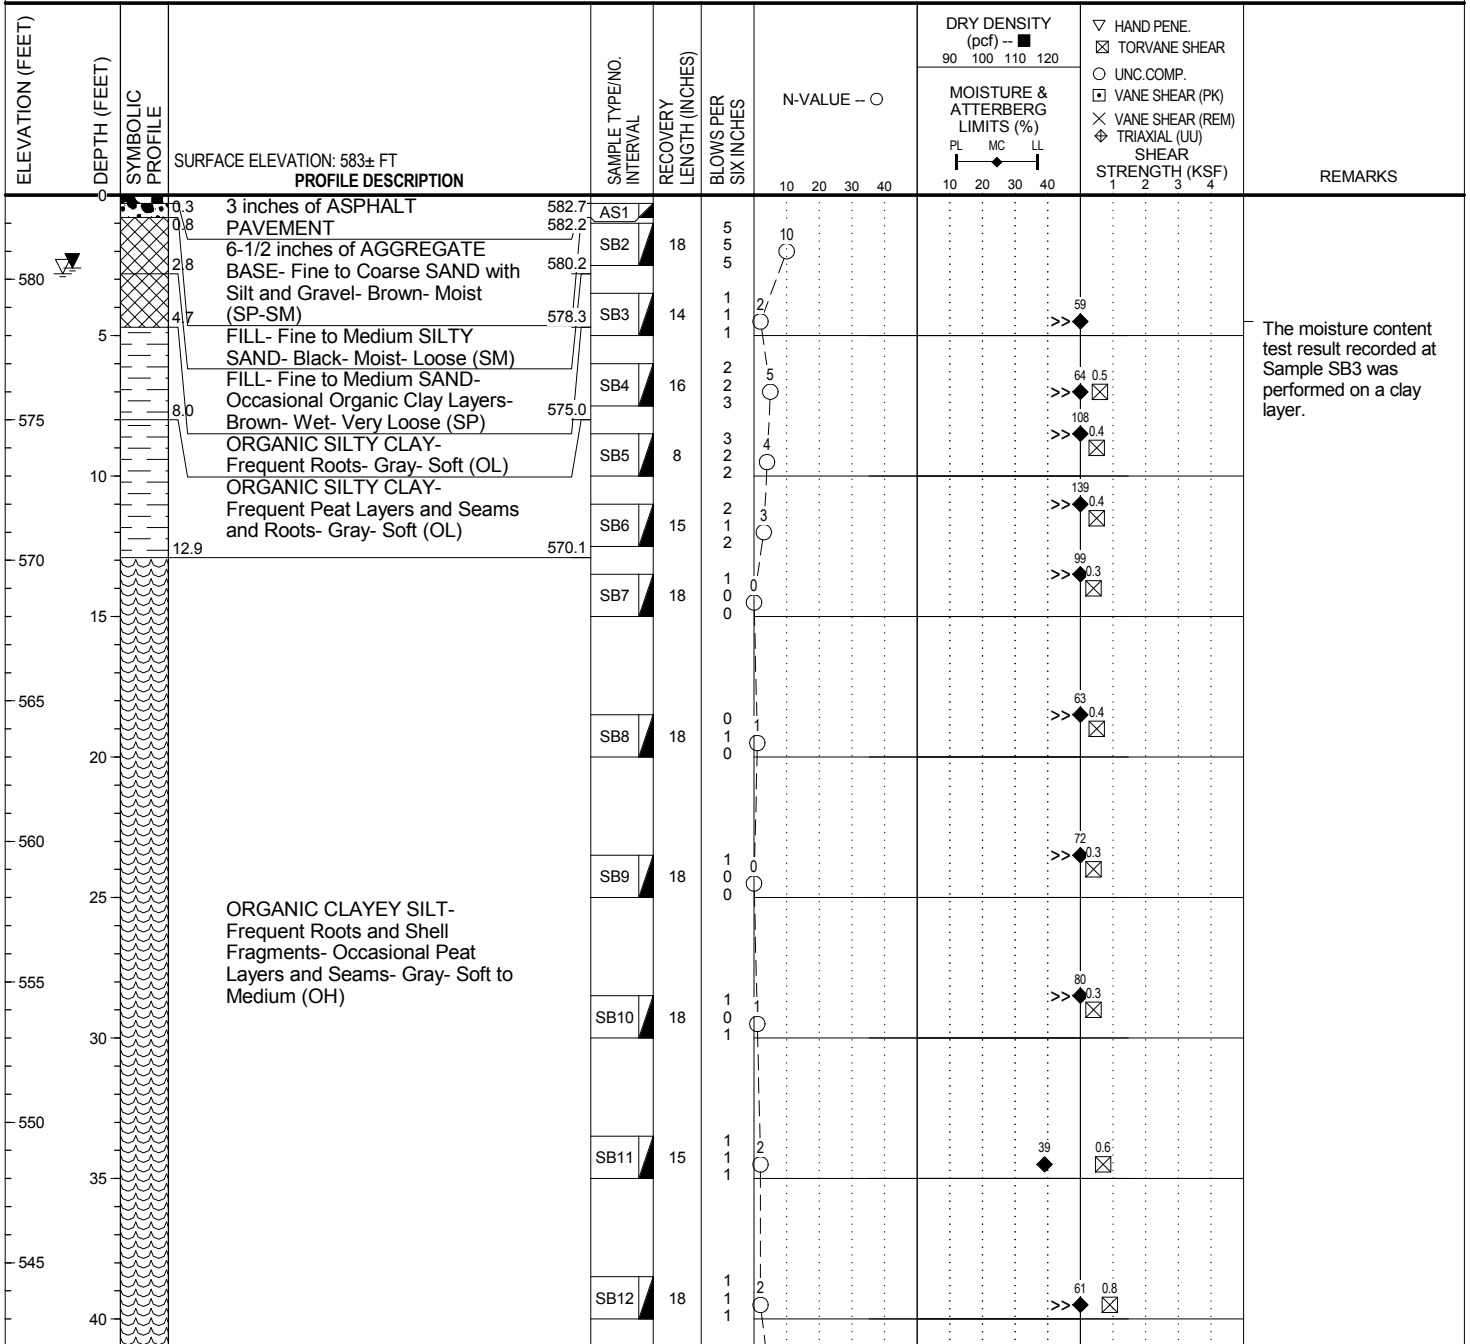 ELEVATION (FEET)
DEPTH (FEET)
SYMBOLIC
PROFILE
SURFACE ELEVATION: 583± FT
PROFILE DESCRIPTION
SAMPLE TYPE/NO.
INTERVAL
RECOVERY
LENGTH (INCHES)
BLOWS PER
SIX INCHES
N-VALUE -- ○
10 20 30 40
DRY DENSITY
(pcf) -- ■
90 100 110 120
MOISTURE &
ATTERBERG
LIMITS (%)
PL MC LL
10 20 30 40
▽ HAND PENE.
⊠ TORVANE SHEAR
○ UNC.COMP.
VANE SHEAR (PK)
VANE SHEAR (REM)
TRIAXIAL (UU)
SHEAR
STRENGTH (KSF)
1 2 3 4
REMARKS
0
0.3 3 inches of ASPHALT 582.7
0.8 PAVEMENT 582.2
6-1/2 inches of AGGREGATE
2.8 BASE- Fine to Coarse SAND with 580.2
Silt and Gravel- Brown- Moist
4.7 (SP-SM) 578.3
FILL- Fine to Medium SILTY
SAND- Black- Moist- Loose (SM)
FILL- Fine to Medium SAND-
8.0 Occasional Organic Clay Layers- 575.0
Brown- Wet- Very Loose (SP)
ORGANIC SILTY CLAY-
Frequent Roots- Gray- Soft (OL)
ORGANIC SILTY CLAY-
Frequent Peat Layers and Seams
and Roots- Gray- Soft (OL)
12.9 570.1
ORGANIC CLAYEY SILT-
Frequent Roots and Shell
Fragments- Occasional Peat
Layers and Seams- Gray- Soft to
Medium (OH)
580
575
570
565
560
555
550
545
5
10
15
20
25
30
35
40
AS1
SB2 18
5
5
5
10
SB3 14
1
1
1
2
>> 59
SB4 16
2
2
3
5
>> 64 0.5
SB5 8
3
2
2
4
>> 108 0.4
SB6 15
2
1
2
3
>> 139 0.4
SB7 18
1
0
0
0
>> 99 0.3
SB8 18
0
1
0
1
>> 63 0.4
SB9 18
1
0
0
0
>> 72 0.3
SB10 18
1
0
1
1
>> 80 0.3
SB11 15
1
1
1
2
39 0.6
SB12 18
1
1
1
2
>> 61 0.8
The moisture content
test result recorded at
Sample SB3 was
performed on a clay
layer.